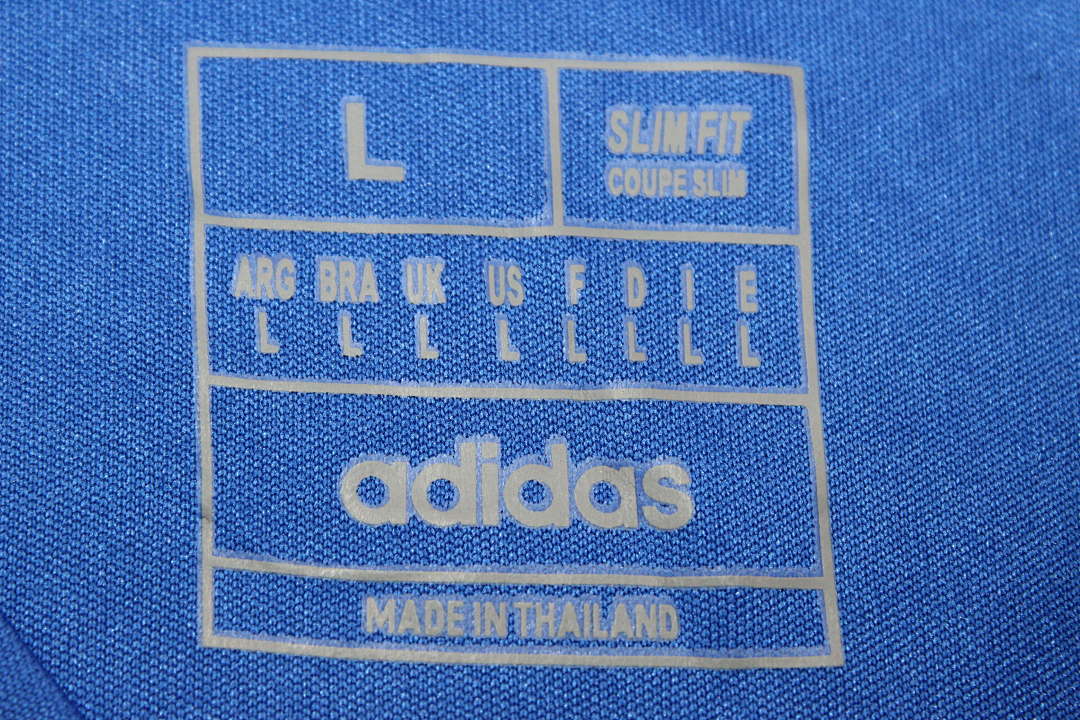 L
SLIM FIT
COUPE SLIM
ARG BRA UK US F D I E
L L L L L L L L
adidas
MADE IN THAILAND